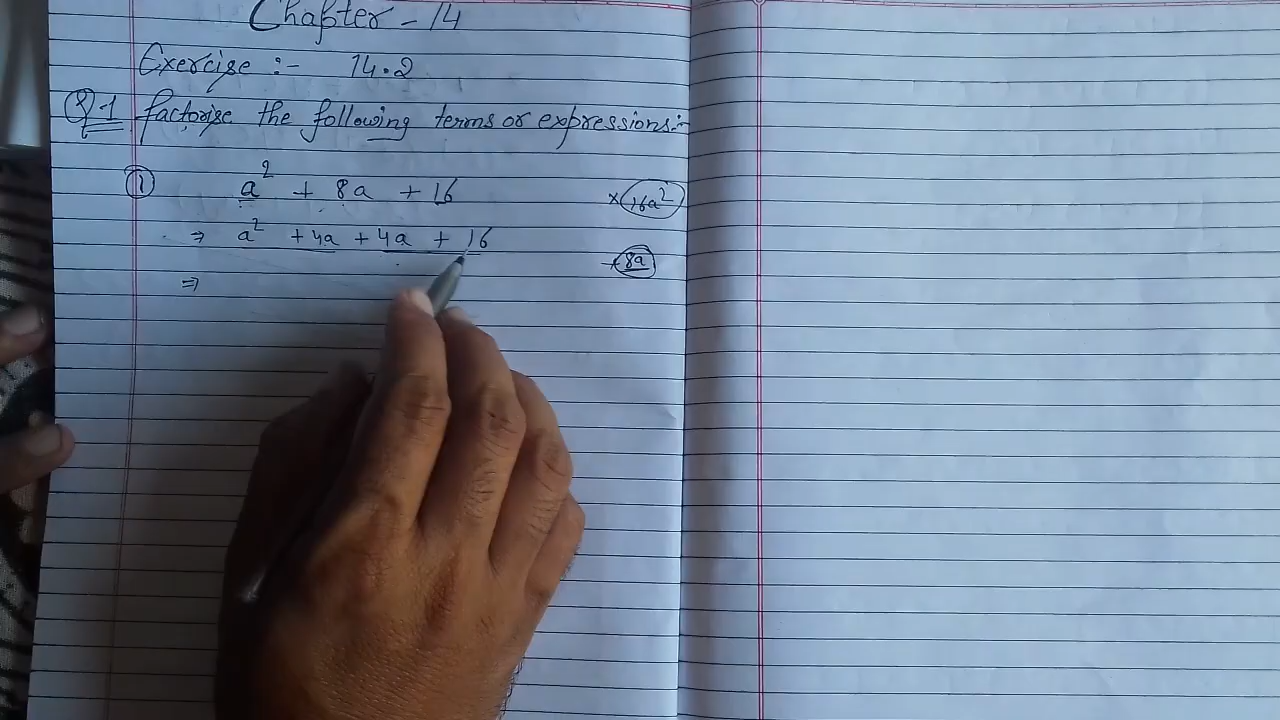 Chapter - 14
Exercise :- 14.2
Q.1 factorise the following terms or expressions:-
① a² + 8a + 16 × 16a²
⇒ a² + 4a + 4a + 16
+ 8a
⇒